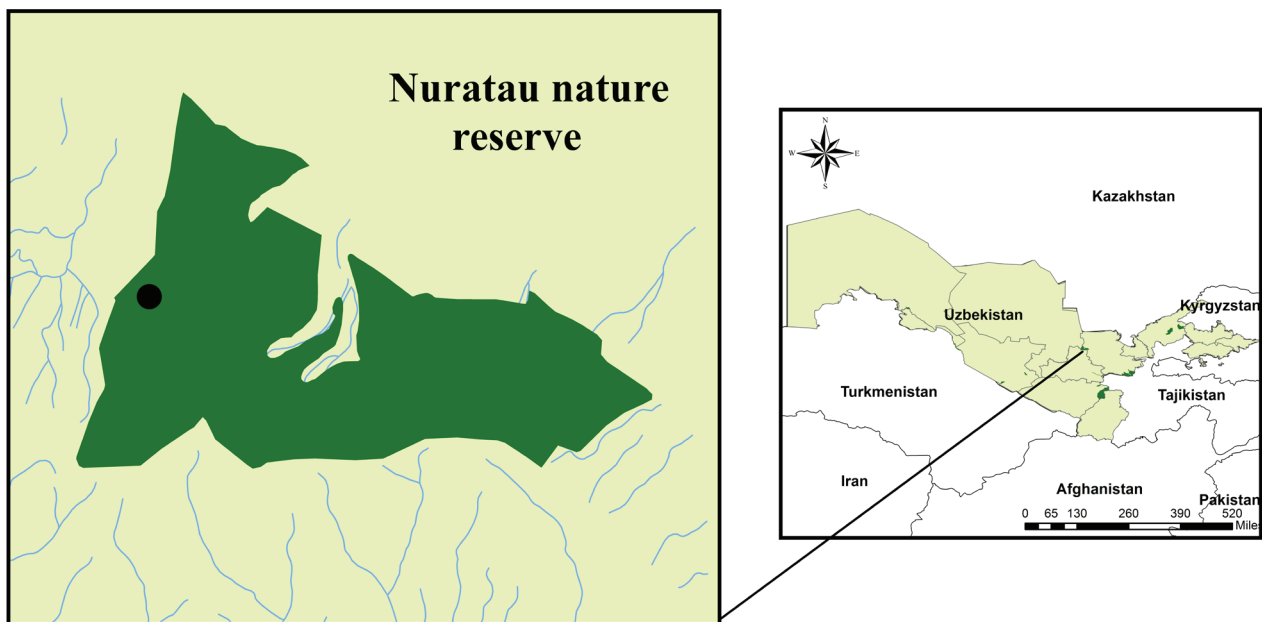 Nuratau nature
reserve
N
W
E
S
Kazakhstan
Kyrgyzstan
Uzbekistan
Turkmenistan
Tajikistan
Iran
Afghanistan
Pakistan
0 65 130 260 390 520
Miles